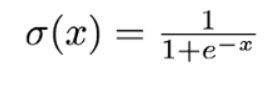 σ(x) = 1/(1+e^{-x})